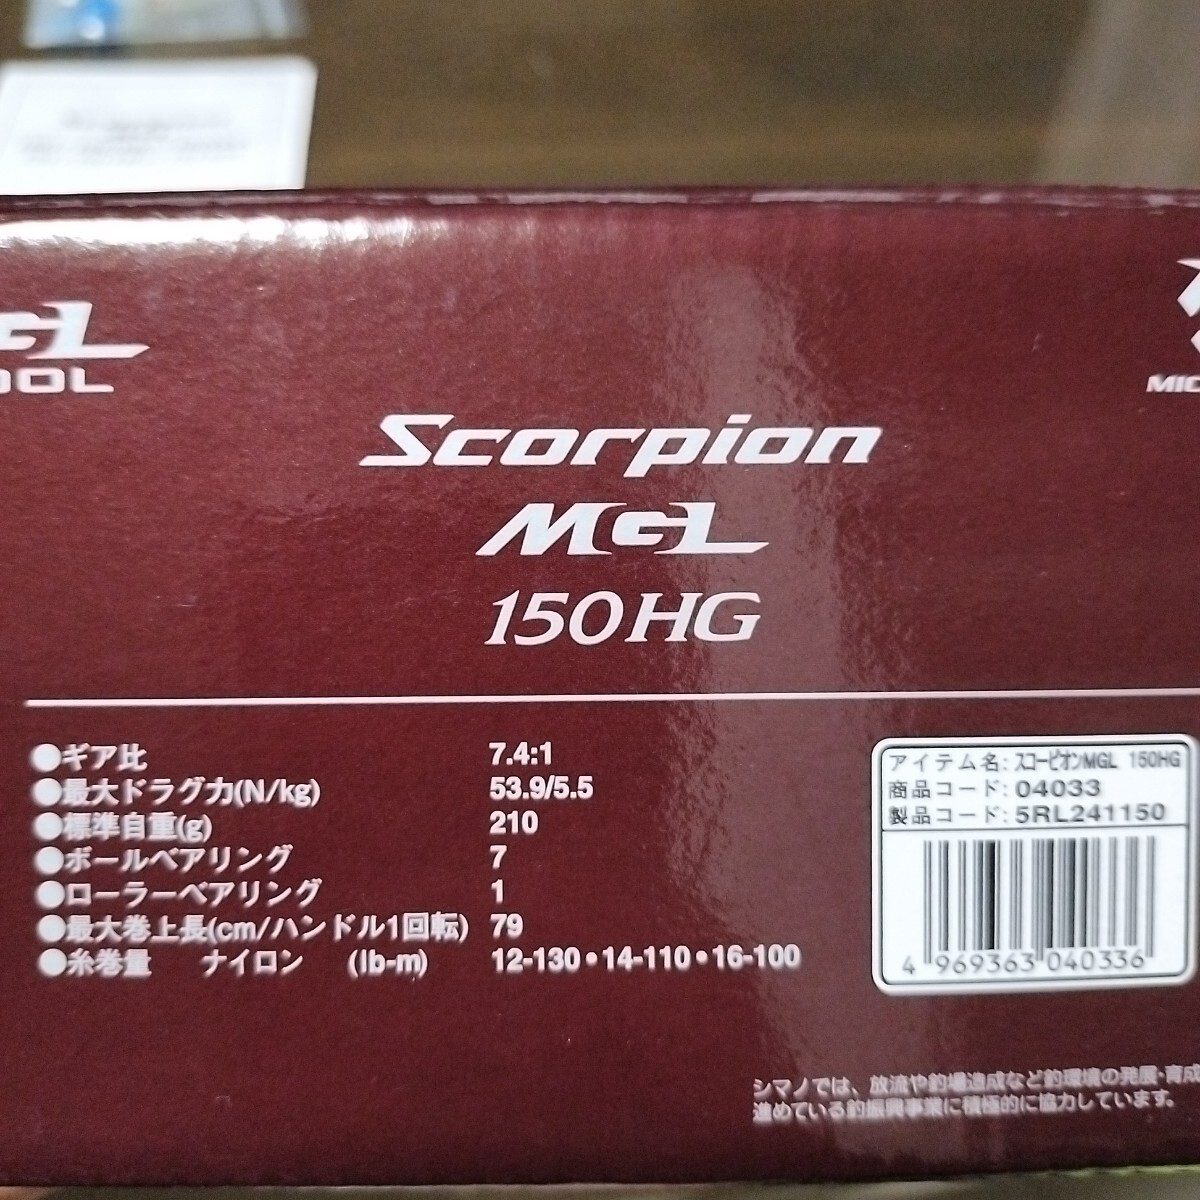 Scorpion
MGL
150HG
●ギア比 7.4:1
●最大ドラグ力(N/kg) 53.9/5.5
●標準自重(g) 210
●ボールベアリング 7
●ローラーベアリング 1
●最大巻上長(cm/ハンドル1回転) 79
●糸巻量 ナイロン (lb-m) 12-130•14-110•16-100
アイテム名: スコーピオンMGL 150HG
商品コード: 04033
製品コード: 5RL241150
4 969363 040336
シマノでは、放流や釣場造成など釣環境の発展・育成
進めている釣振興事業に積極的に協力しています。